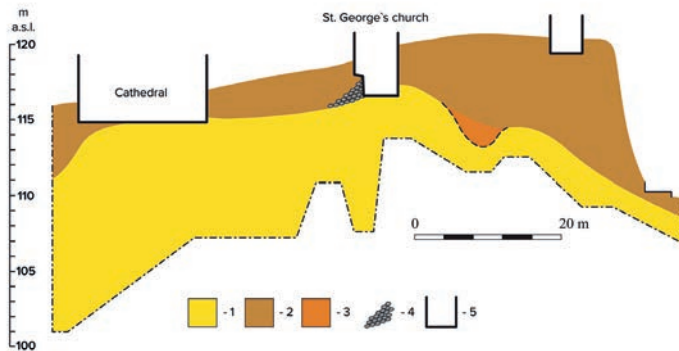 m
a.s.l.
St. George`s church
120
Cathedral
115
110
0 20 m
105
- 1 - 2 - 3 - 4 - 5
100